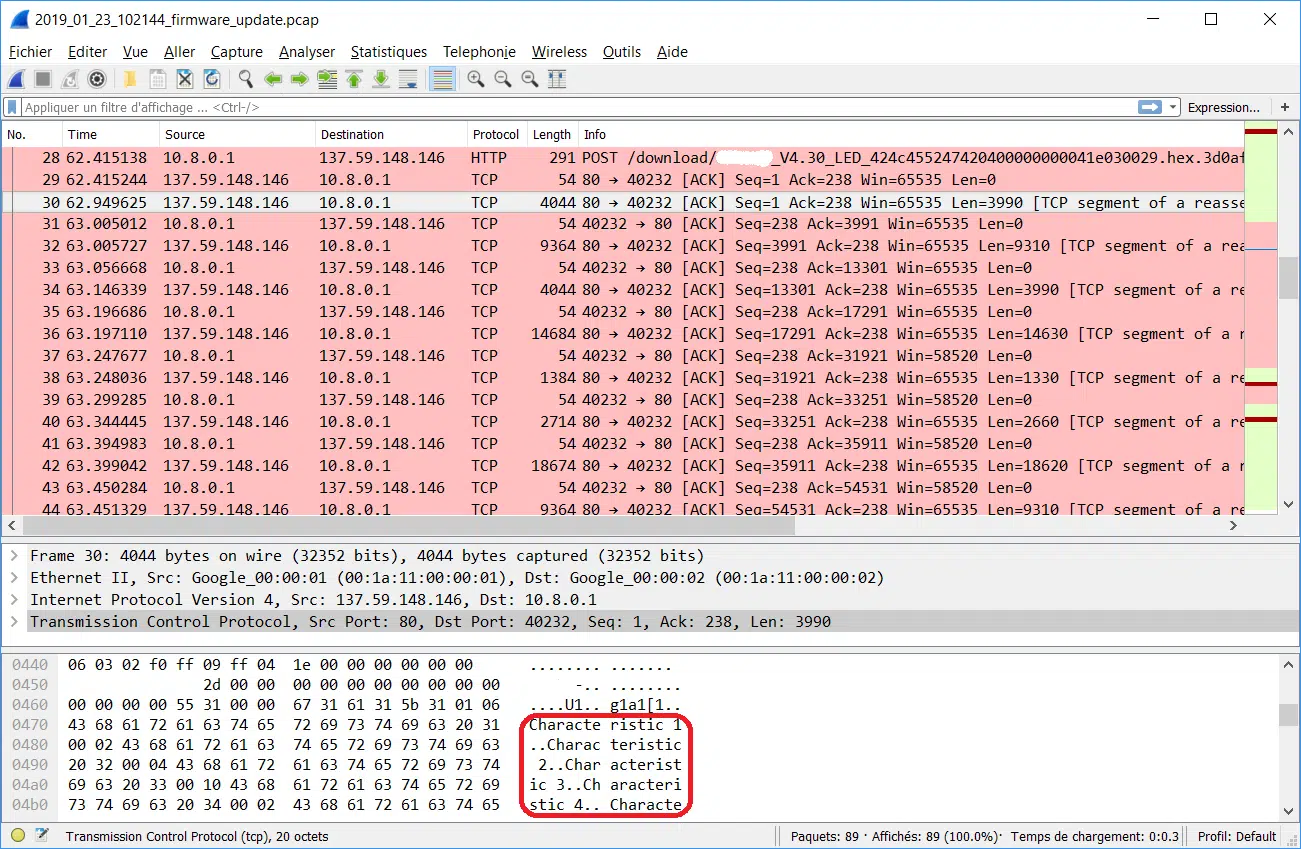 2019_01_23_102144_firmware_update.pcap
Fichier Editer Vue Aller Capture Analyser Statistiques Telephonie Wireless Outils Aide
Appliquer un filtre d'affichage ... <Ctrl-/> Expression... +
No. Time Source Destination Protocol Length Info
28 62.415138 10.8.0.1 137.59.148.146 HTTP 291 POST /download/ _V4.30_LED_424c455247420400000000041e030029.hex.3d0af
29 62.415244 137.59.148.146 10.8.0.1 TCP 54 80 → 40232 [ACK] Seq=1 Ack=238 Win=65535 Len=0
30 62.949625 137.59.148.146 10.8.0.1 TCP 4044 80 → 40232 [ACK] Seq=1 Ack=238 Win=65535 Len=3990 [TCP segment of a reasse
31 63.005012 10.8.0.1 137.59.148.146 TCP 54 40232 → 80 [ACK] Seq=238 Ack=3991 Win=65535 Len=0
32 63.005727 137.59.148.146 10.8.0.1 TCP 9364 80 → 40232 [ACK] Seq=3991 Ack=238 Win=65535 Len=9310 [TCP segment of a rea
33 63.056668 10.8.0.1 137.59.148.146 TCP 54 40232 → 80 [ACK] Seq=238 Ack=13301 Win=65535 Len=0
34 63.146339 137.59.148.146 10.8.0.1 TCP 4044 80 → 40232 [ACK] Seq=13301 Ack=238 Win=65535 Len=3990 [TCP segment of a re
35 63.196686 10.8.0.1 137.59.148.146 TCP 54 40232 → 80 [ACK] Seq=238 Ack=17291 Win=65535 Len=0
36 63.197110 137.59.148.146 10.8.0.1 TCP 14684 80 → 40232 [ACK] Seq=17291 Ack=238 Win=65535 Len=14630 [TCP segment of a r
37 63.247677 10.8.0.1 137.59.148.146 TCP 54 40232 → 80 [ACK] Seq=238 Ack=31921 Win=58520 Len=0
38 63.248036 137.59.148.146 10.8.0.1 TCP 1384 80 → 40232 [ACK] Seq=31921 Ack=238 Win=65535 Len=1330 [TCP segment of a re
39 63.299285 10.8.0.1 137.59.148.146 TCP 54 40232 → 80 [ACK] Seq=238 Ack=33251 Win=58520 Len=0
40 63.344445 137.59.148.146 10.8.0.1 TCP 2714 80 → 40232 [ACK] Seq=33251 Ack=238 Win=65535 Len=2660 [TCP segment of a re
41 63.394983 10.8.0.1 137.59.148.146 TCP 54 40232 → 80 [ACK] Seq=238 Ack=35911 Win=58520 Len=0
42 63.399042 137.59.148.146 10.8.0.1 TCP 18674 80 → 40232 [ACK] Seq=35911 Ack=238 Win=65535 Len=18620 [TCP segment of a r
43 63.450284 10.8.0.1 137.59.148.146 TCP 54 40232 → 80 [ACK] Seq=238 Ack=54531 Win=58520 Len=0
44 63.451329 137.59.148.146 10.8.0.1 TCP 9364 80 → 40232 [ACK] Seq=54531 Ack=238 Win=65535 Len=9310 [TCP segment of a re
Frame 30: 4044 bytes on wire (32352 bits), 4044 bytes captured (32352 bits)
Ethernet II, Src: Google_00:00:01 (00:1a:11:00:00:01), Dst: Google_00:00:02 (00:1a:11:00:00:02)
Internet Protocol Version 4, Src: 137.59.148.146, Dst: 10.8.0.1
Transmission Control Protocol, Src Port: 80, Dst Port: 40232, Seq: 1, Ack: 238, Len: 3990
0440 06 03 02 f0 ff 09 ff 04 1e 00 00 00 00 00 00 ........ .......
0450 2d 00 00 00 00 00 00 00 00 00 00 -.. ........
0460 00 00 00 00 55 31 00 00 67 31 61 31 5b 31 01 06 ....U1.. g1a1[1..
0470 43 68 61 72 61 63 74 65 72 69 73 74 69 63 20 31 Characte ristic 1
0480 00 02 43 68 61 72 61 63 74 65 72 69 73 74 69 63 ..Charac teristic
0490 20 32 00 04 43 68 61 72 61 63 74 65 72 69 73 74 2..Char acterist
04a0 69 63 20 33 00 10 43 68 61 72 61 63 74 65 72 69 ic 3..Ch aracteri
04b0 73 74 69 63 20 34 00 02 43 68 61 72 61 63 74 65 stic 4.. Characte
Transmission Control Protocol (tcp), 20 octets Paquets: 89 · Affichés: 89 (100.0%)· Temps de chargement: 0:0.3 Profil: Default